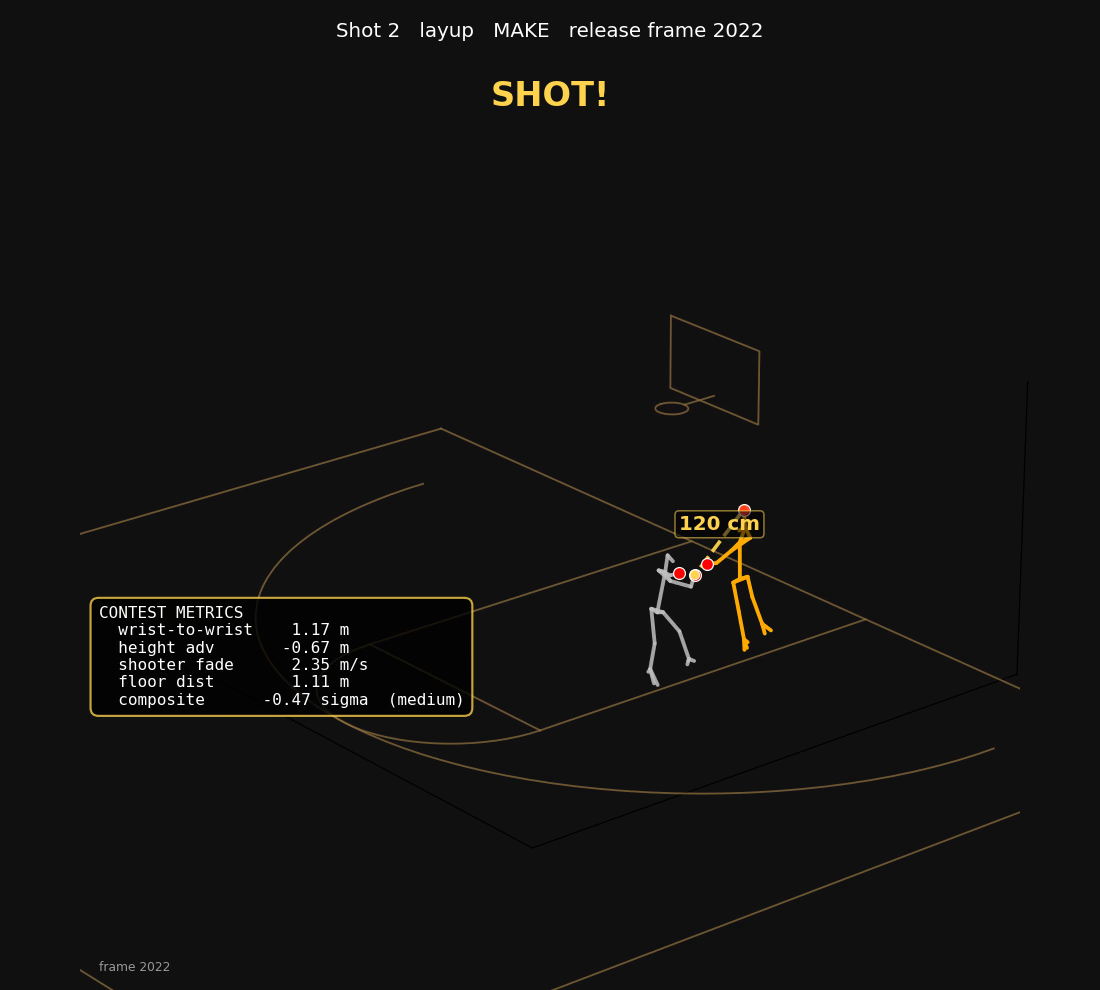 Shot 2   layup   MAKE   release frame 2022
SHOT!
120 cm
CONTEST METRICS
  wrist-to-wrist    1.17 m
  height adv       -0.67 m
  shooter fade      2.35 m/s
  floor dist        1.11 m
  composite      -0.47 sigma  (medium)
frame 2022